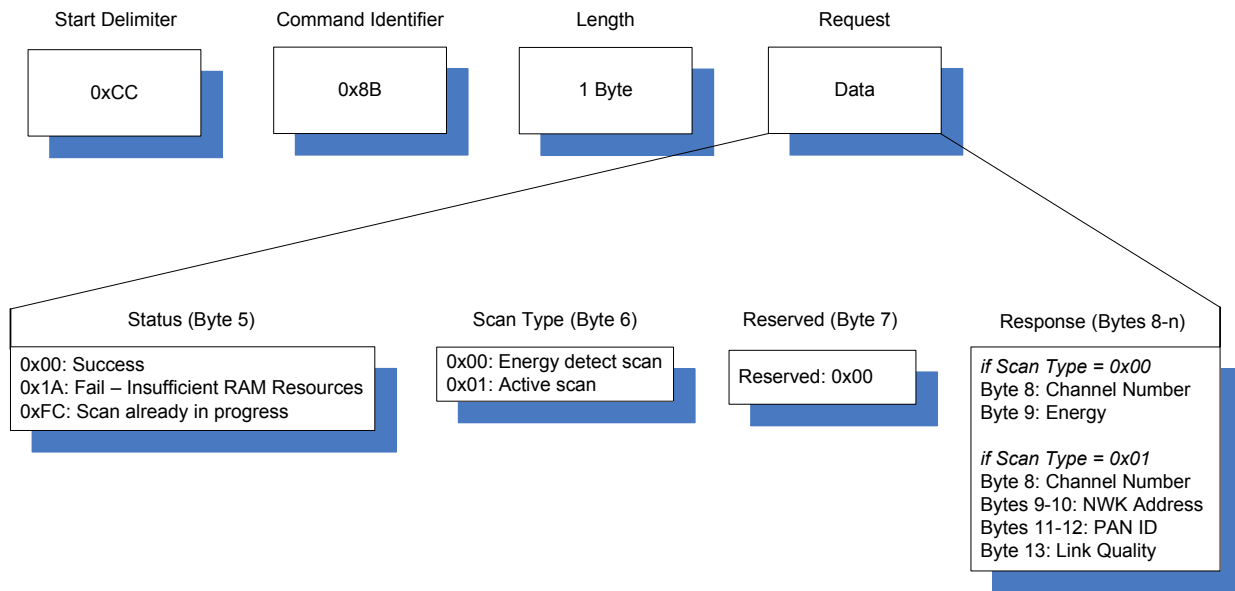 Start Delimiter
Command Identifier
Length
Request
0xCC
0x8B
1 Byte
Data
Status (Byte 5)
0x00: Success
0x1A: Fail – Insufficient RAM Resources
0xFC: Scan already in progress
Scan Type (Byte 6)
0x00: Energy detect scan
0x01: Active scan
Reserved (Byte 7)
Reserved: 0x00
Response (Bytes 8-n)
if Scan Type = 0x00
Byte 8: Channel Number
Byte 9: Energy
if Scan Type = 0x01
Byte 8: Channel Number
Bytes 9-10: NWK Address
Bytes 11-12: PAN ID
Byte 13: Link Quality